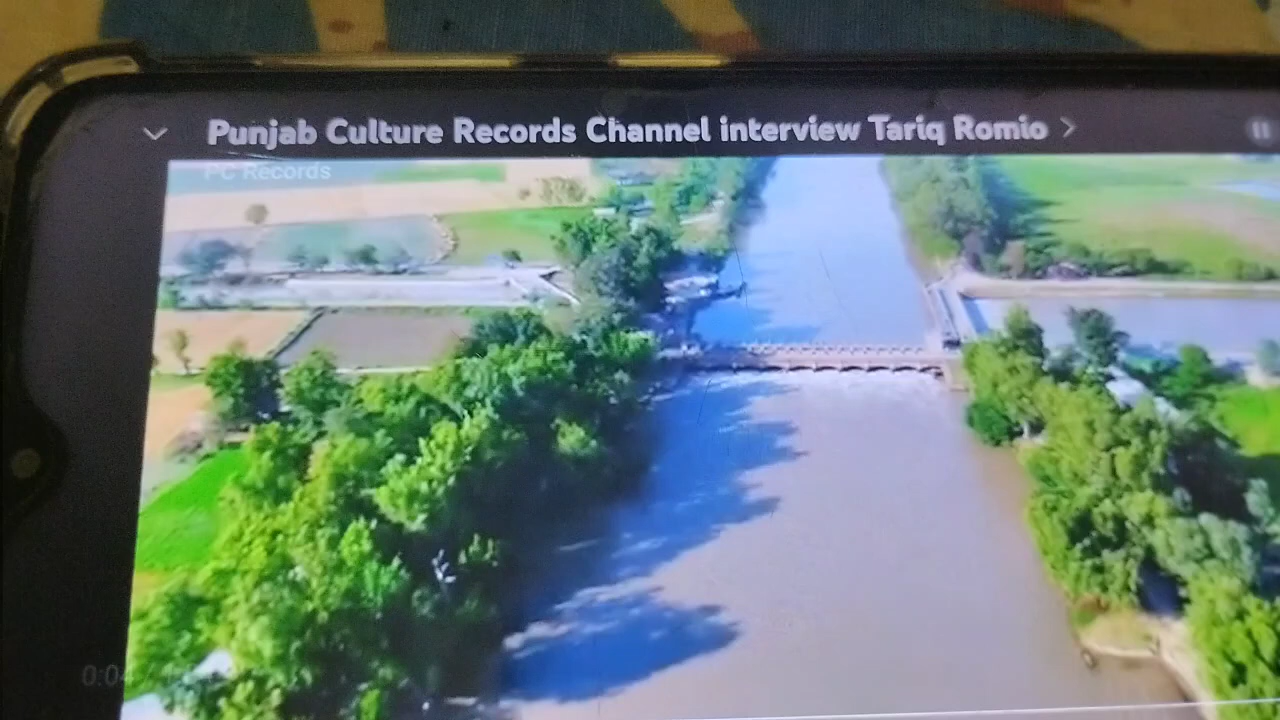 Punjab Culture Records Channel interview Tariq Romio
PC Records
0:04